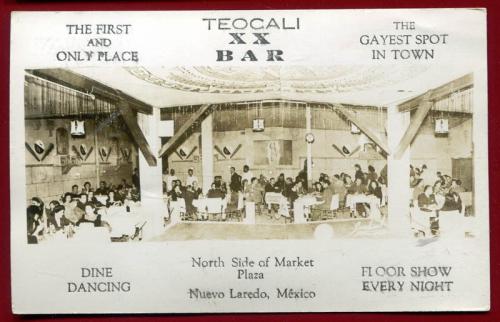 THE FIRST
AND
ONLY PLACE
TEOCALI
XX
BAR
THE
GAYEST SPOT
IN TOWN
DINE
DANCING
North Side of Market
Plaza
Nuevo Laredo, México
FLOOR SHOW
EVERY NIGHT